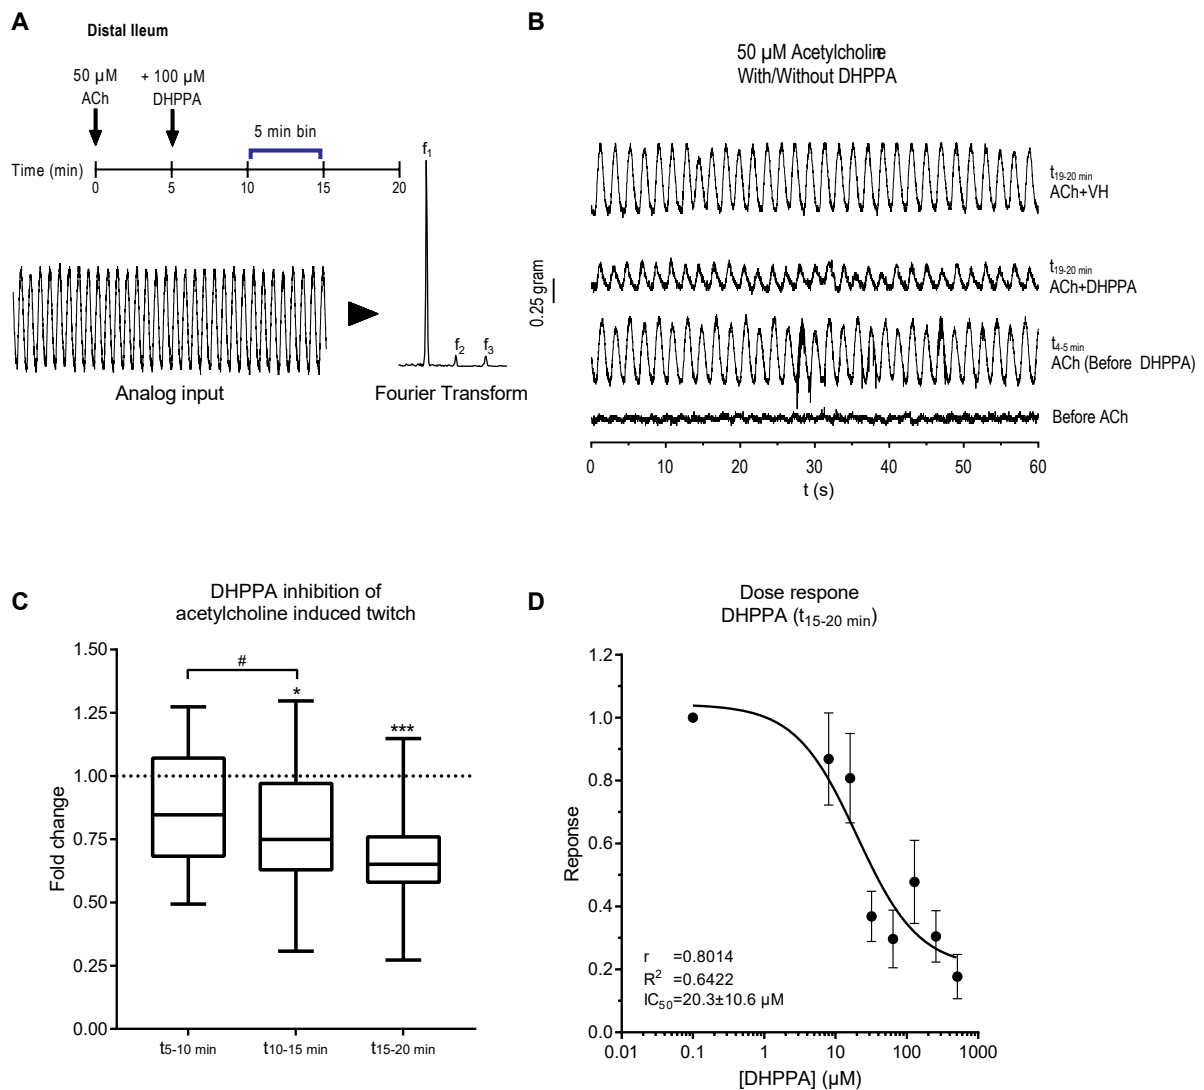 A
Distal Ileum
50 µM
ACh
+ 100 µM
DHPPA
5 min bin
Time (min)
0
5
10
15
20
f1
f2
f3
Analog input
Fourier Transform
B
50 µM Acetylcholine
With/Without DHPPA
t19-20 min
ACh+VH
t19-20 min
ACh+DHPPA
t4-5 min
ACh (Before DHPPA)
Before ACh
0.25 gram
0
10
20
30
40
50
60
t (s)
C
DHPPA inhibition of
acetylcholine induced twitch
Fold change
1.50
1.25
1.00
0.75
0.50
0.25
0.00
#
*
***
t5-10 min
t10-15 min
t15-20 min
D
Dose respone
DHPPA (t15-20 min)
Reponse
1.2
1.0
0.8
0.6
0.4
0.2
0.0
r =0.8014
R2 =0.6422
IC50=20.3±10.6 µM
0.01
0.1
1
10
100
1000
[DHPPA] (µM)